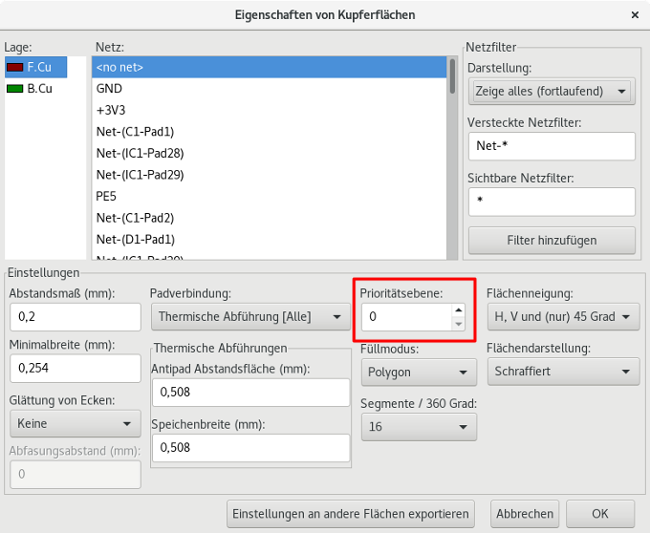 Eigenschaften von Kupferflächen
Lage:
F.Cu
B.Cu
Netz:
<no net>
GND
+3V3
Net-(C1-Pad1)
Net-(IC1-Pad28)
Net-(IC1-Pad29)
PE5
Net-(C1-Pad2)
Net-(D1-Pad1)
Netzfilter
Darstellung:
Zeige alles (fortlaufend)
Versteckte Netzfilter:
Net-*
Sichtbare Netzfilter:
*
Filter hinzufügen
Einstellungen
Abstandsmaß (mm):
0,2
Minimalbreite (mm):
0,254
Glättung von Ecken:
Keine
Abfasungsabstand (mm):
0
Padverbindung:
Thermische Abführung [Alle]
Thermische Abführungen
Antipad Abstandsfläche (mm):
0,508
Speichenbreite (mm):
0,508
Prioritätsebene:
0
Füllmodus:
Polygon
Segmente / 360 Grad:
16
Flächenneigung:
H, V und (nur) 45 Grad
Flächendarstellung:
Schraffiert
Einstellungen an andere Flächen exportieren
Abbrechen
OK